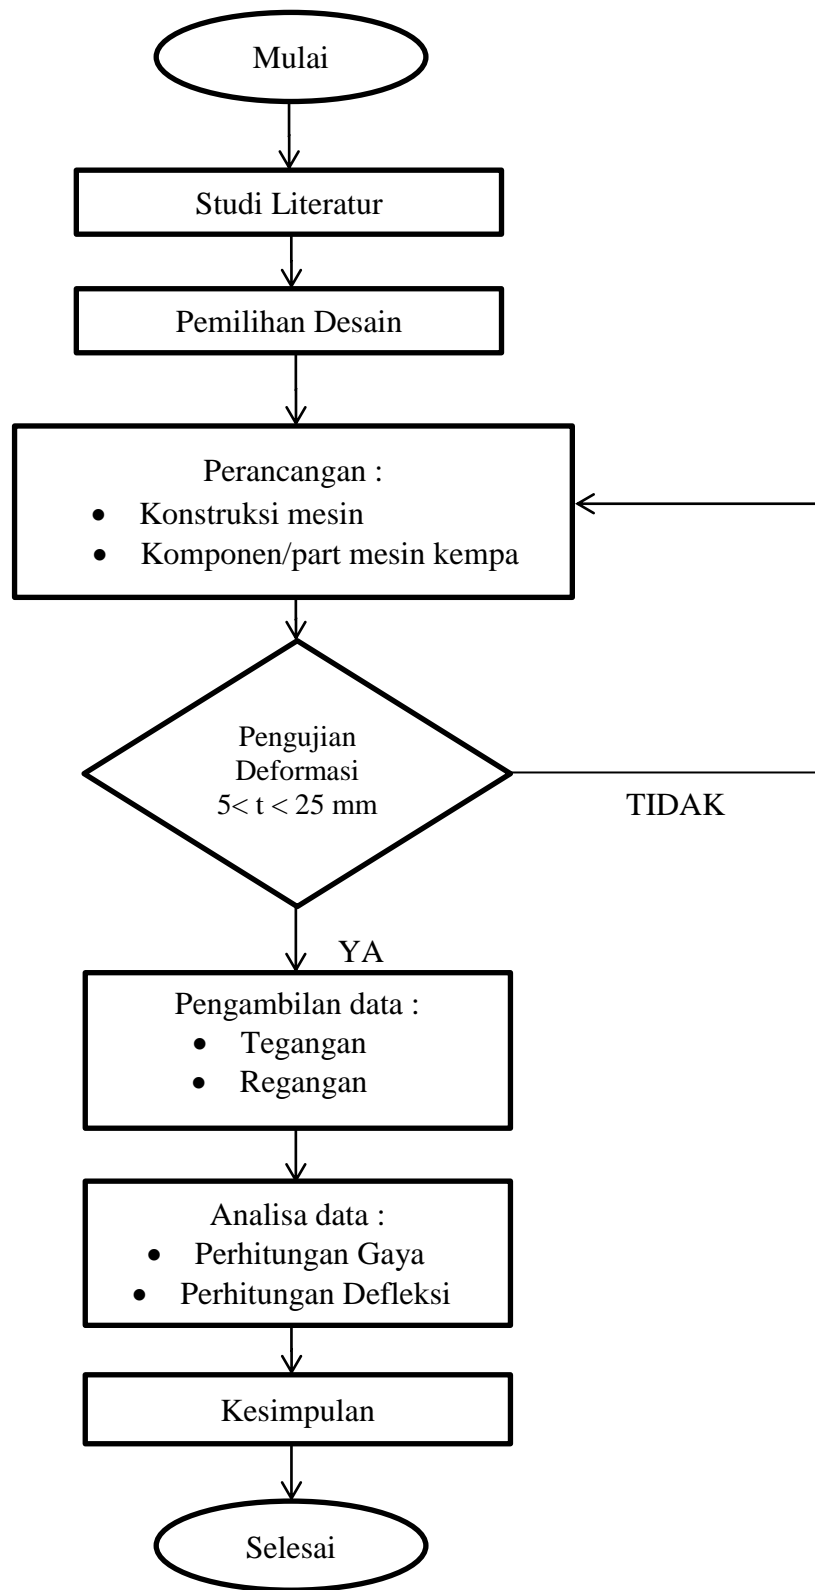 Mulai
Studi Literatur
Pemilihan Desain
Perancangan :
• Konstruksi mesin
• Komponen/part mesin kempa
Pengujian
Deformasi
5< t < 25 mm
TIDAK
YA
Pengambilan data :
• Tegangan
• Regangan
Analisa data :
• Perhitungan Gaya
• Perhitungan Defleksi
Kesimpulan
Selesai